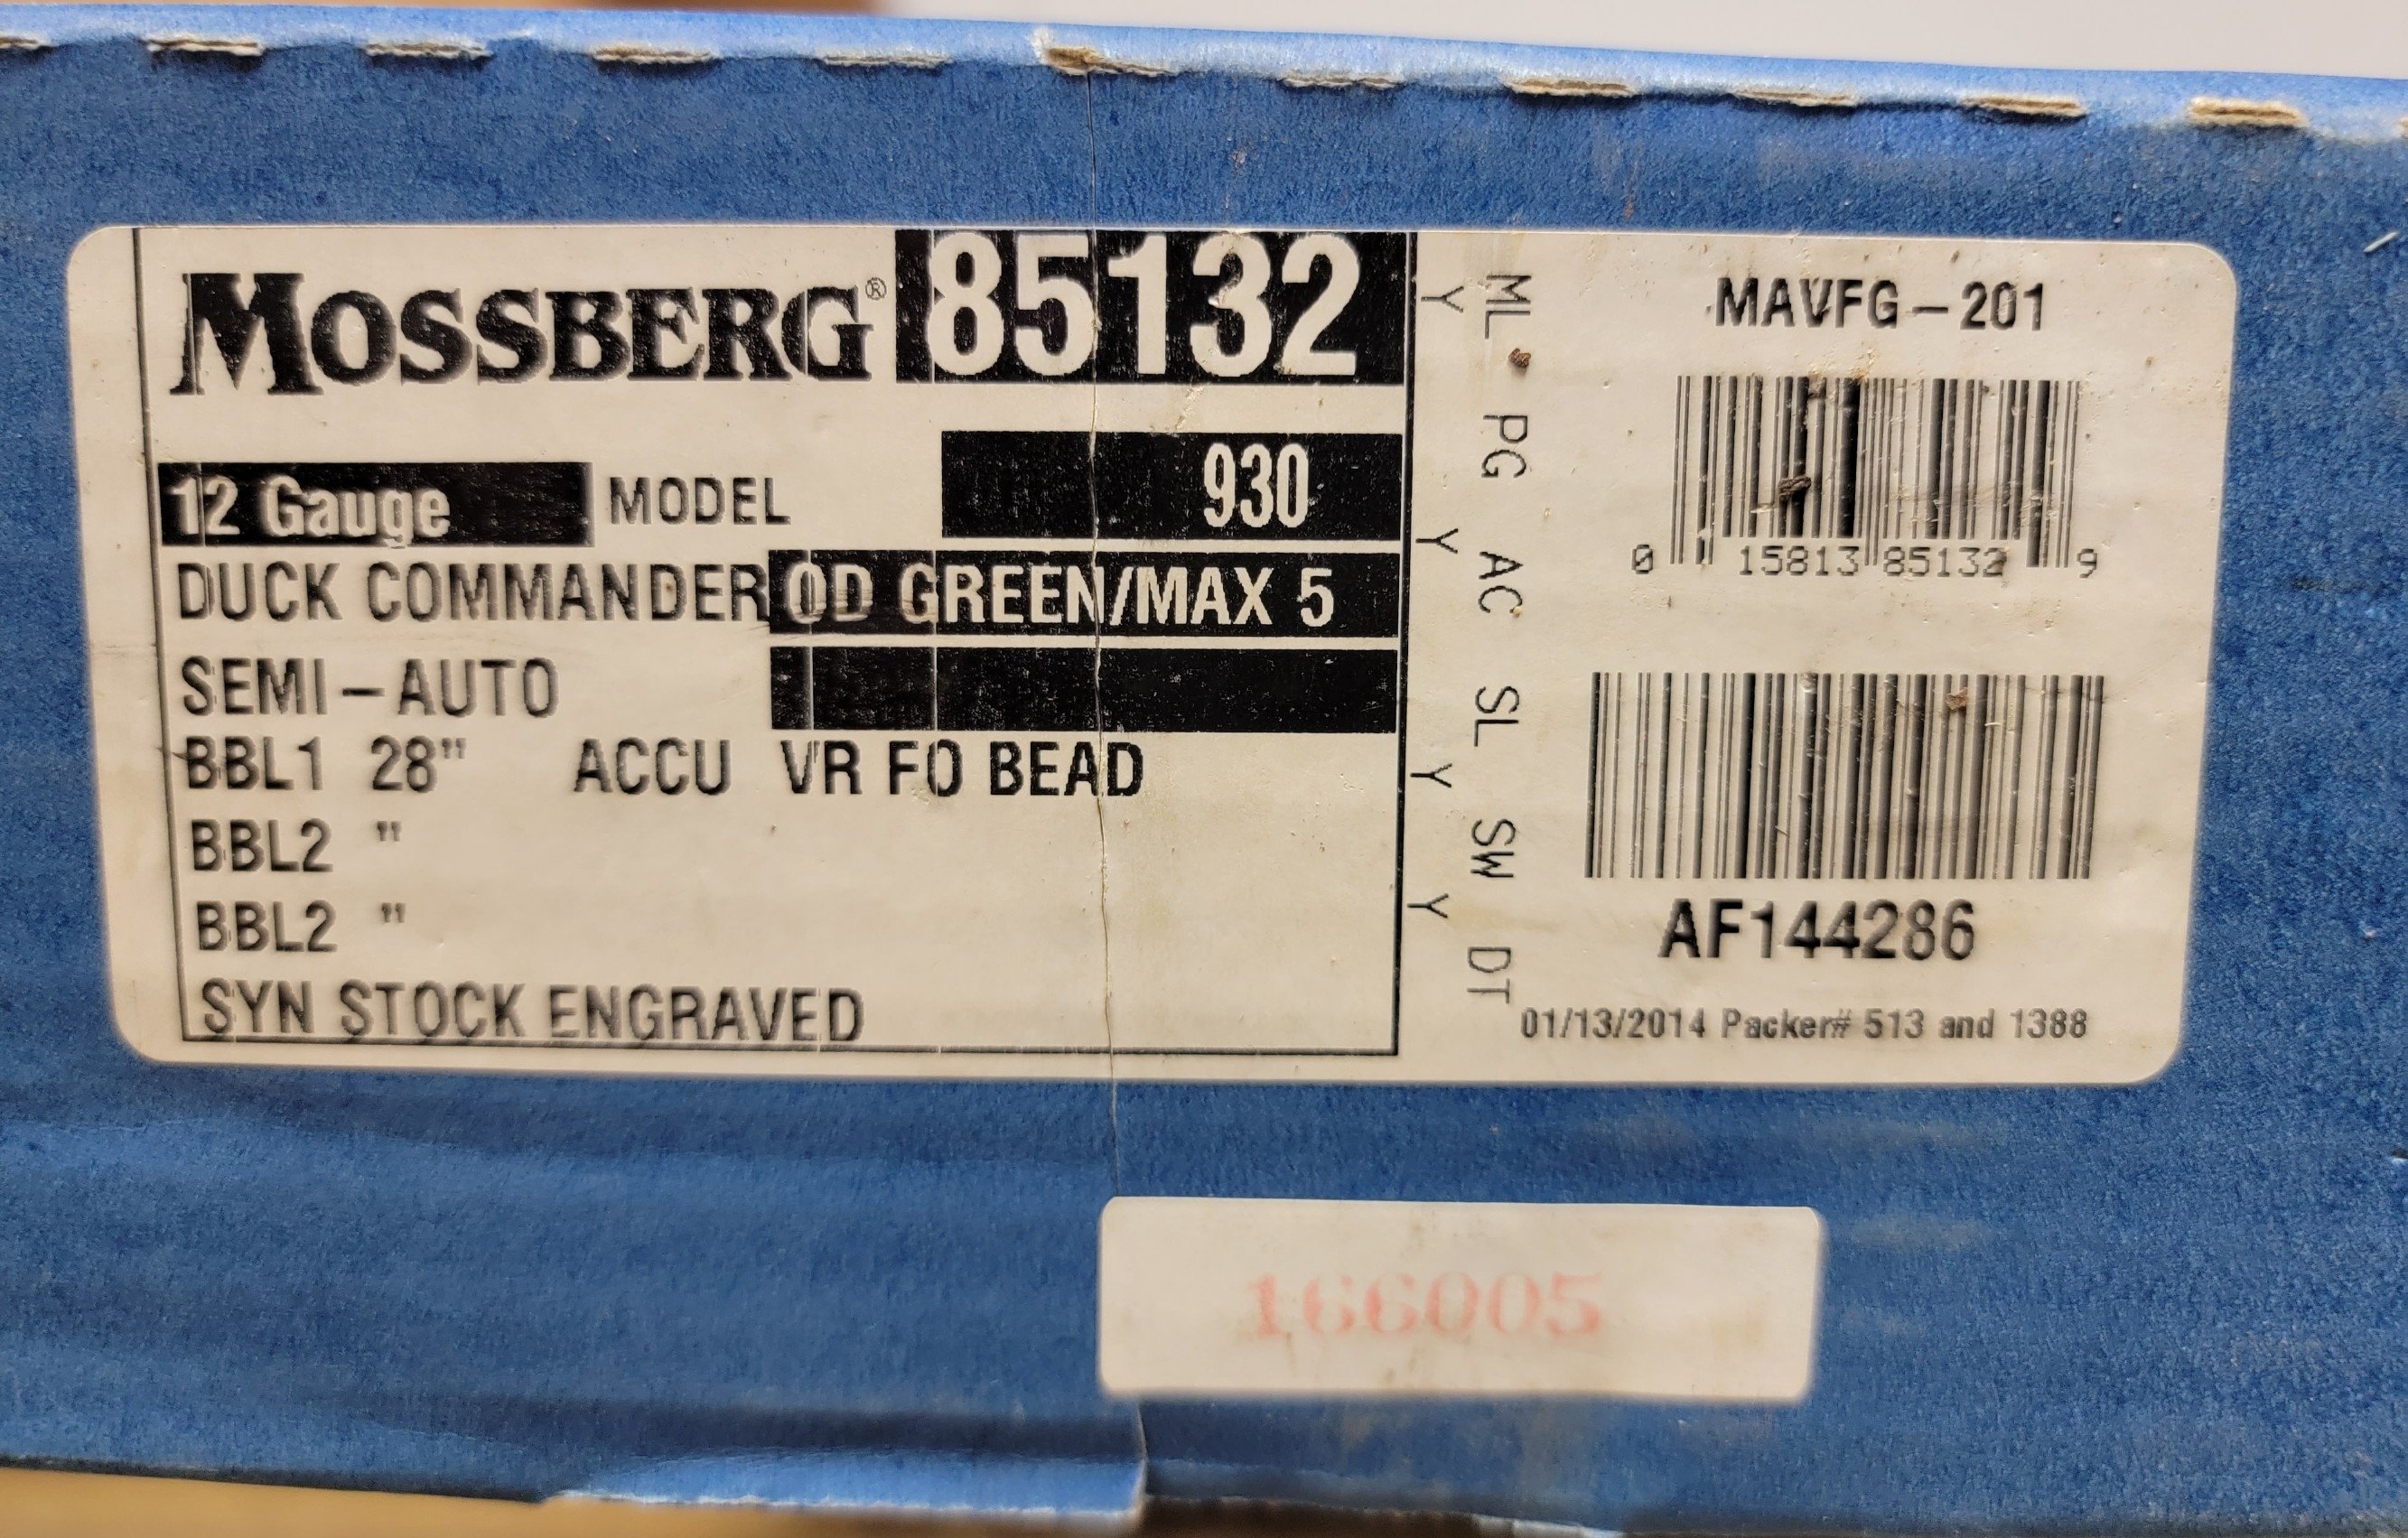 MOSSBERG® 85132
12 Gauge MODEL 930
DUCK COMMANDER OD GREEN/MAX 5
SEMI-AUTO
BBL1 28" ACCU VR FO BEAD
BBL2 "
BBL2 "
SYN STOCK ENGRAVED
ML PG AC SL SW DT
Y Y Y Y
MAVFG-201
0 15813 85132 9
AF144286
01/13/2014 Packer# 513 and 1388
166005